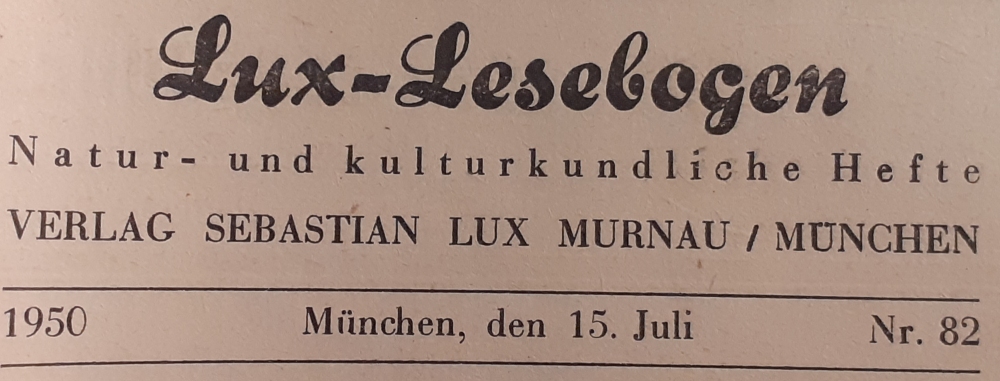 Lux-Lesebogen
Natur- und kulturkundliche Hefte
VERLAG SEBASTIAN LUX MURNAU / MÜNCHEN
1950 München, den 15. Juli Nr. 82